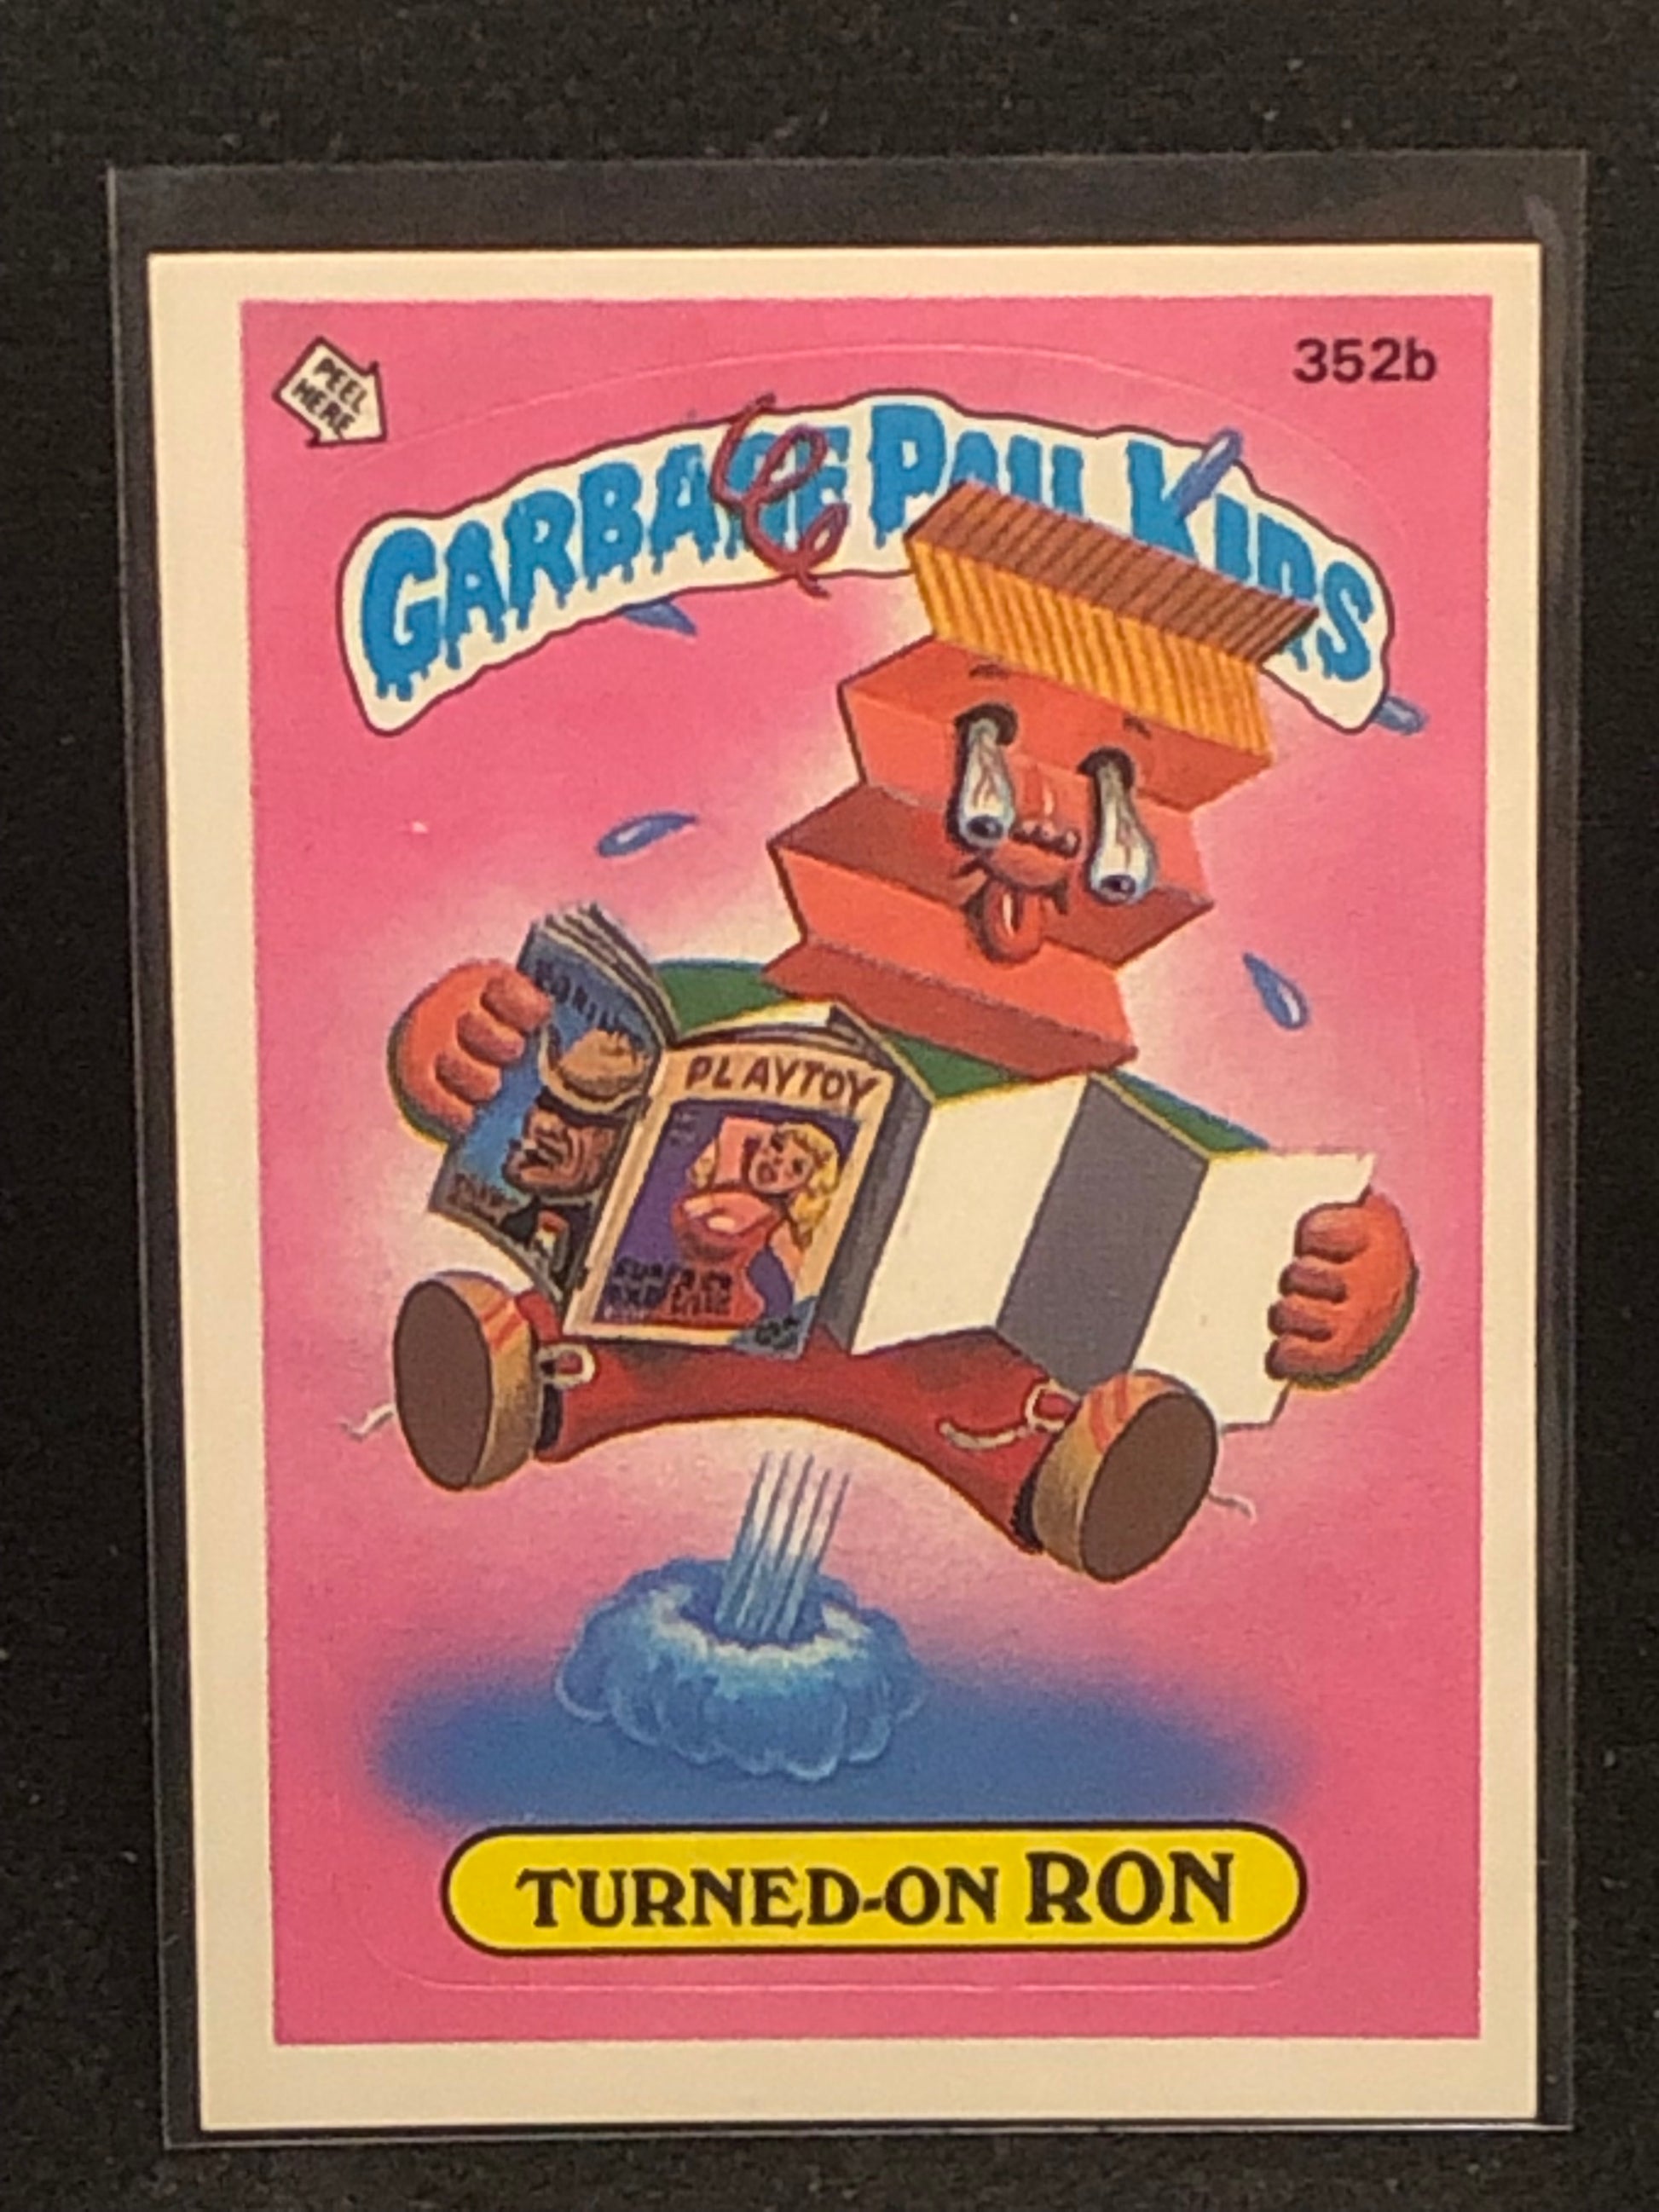 PEEL
HERE
352b
GARBAGE PAIL KIDS
PLAYTOY
TURNED-ON RON